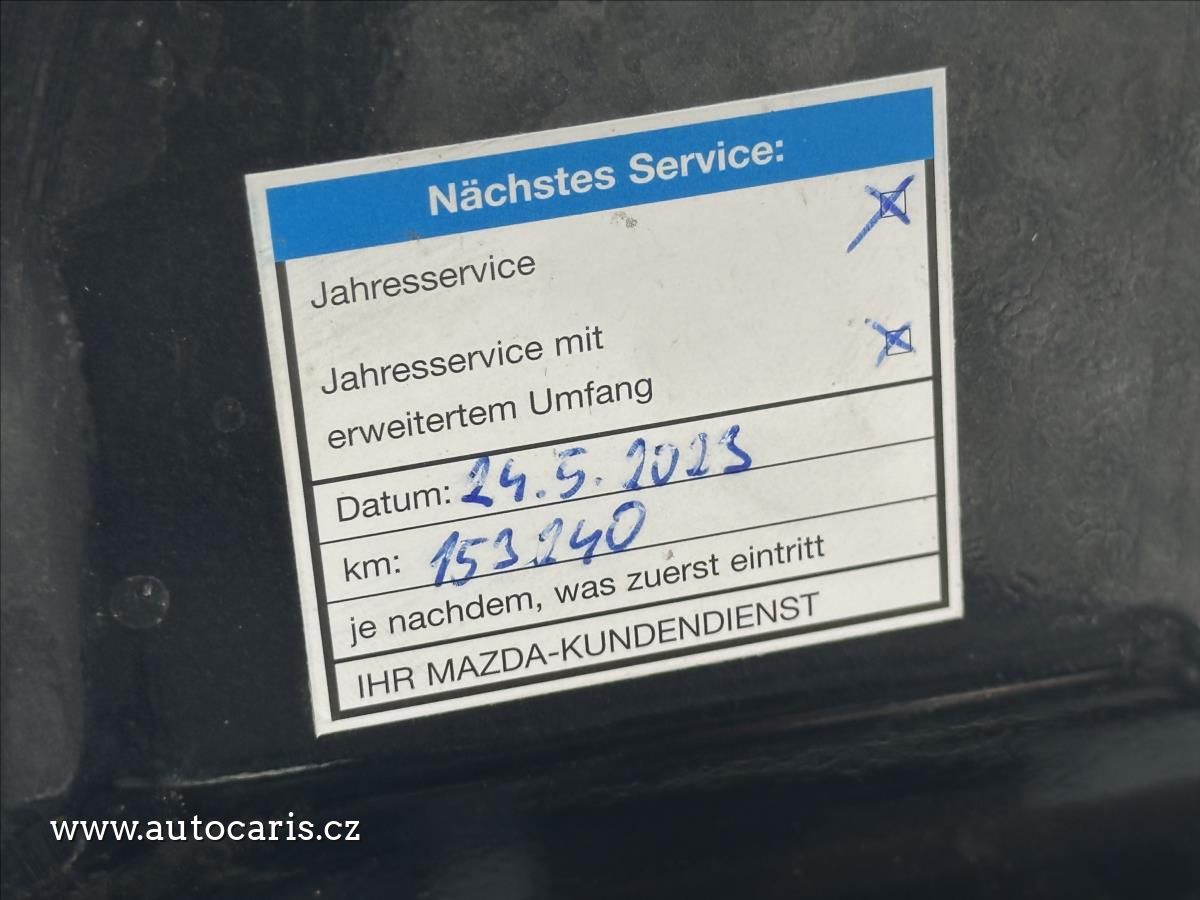 Nächstes Service:
Jahresservice
Jahresservice mit
erweitertem Umfang
Datum: 24.5.2023
km: 153240
je nachdem, was zuerst eintritt
IHR MAZDA-KUNDENDIENST
www.autocaris.cz